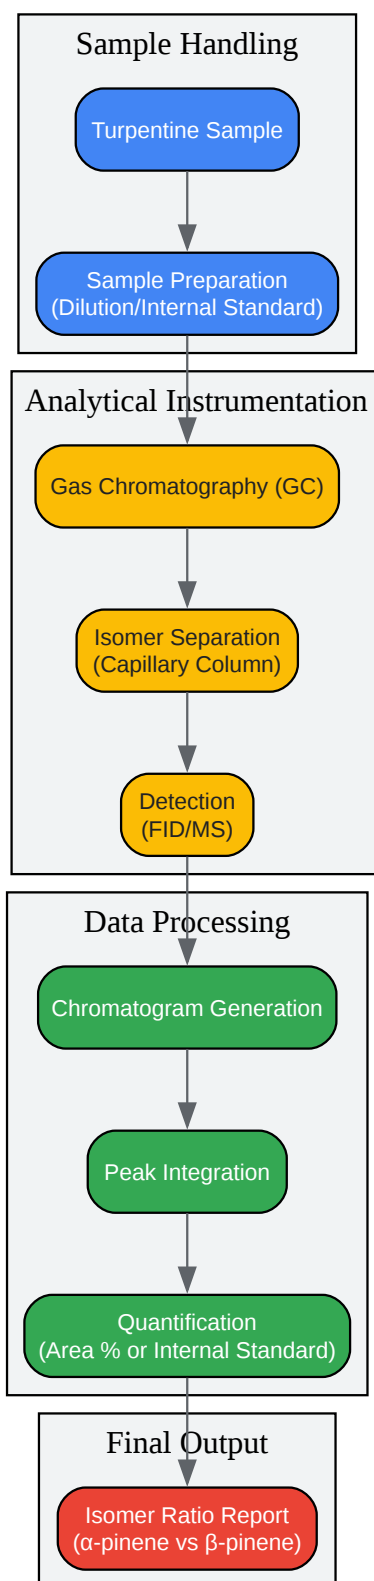 Sample Handling
Turpentine Sample
Sample Preparation
(Dilution/Internal Standard)
Analytical Instrumentation
Gas Chromatography (GC)
Isomer Separation
(Capillary Column)
Detection
(FID/MS)
Data Processing
Chromatogram Generation
Peak Integration
Quantification
(Area % or Internal Standard)
Final Output
Isomer Ratio Report
(α-pinene vs β-pinene)